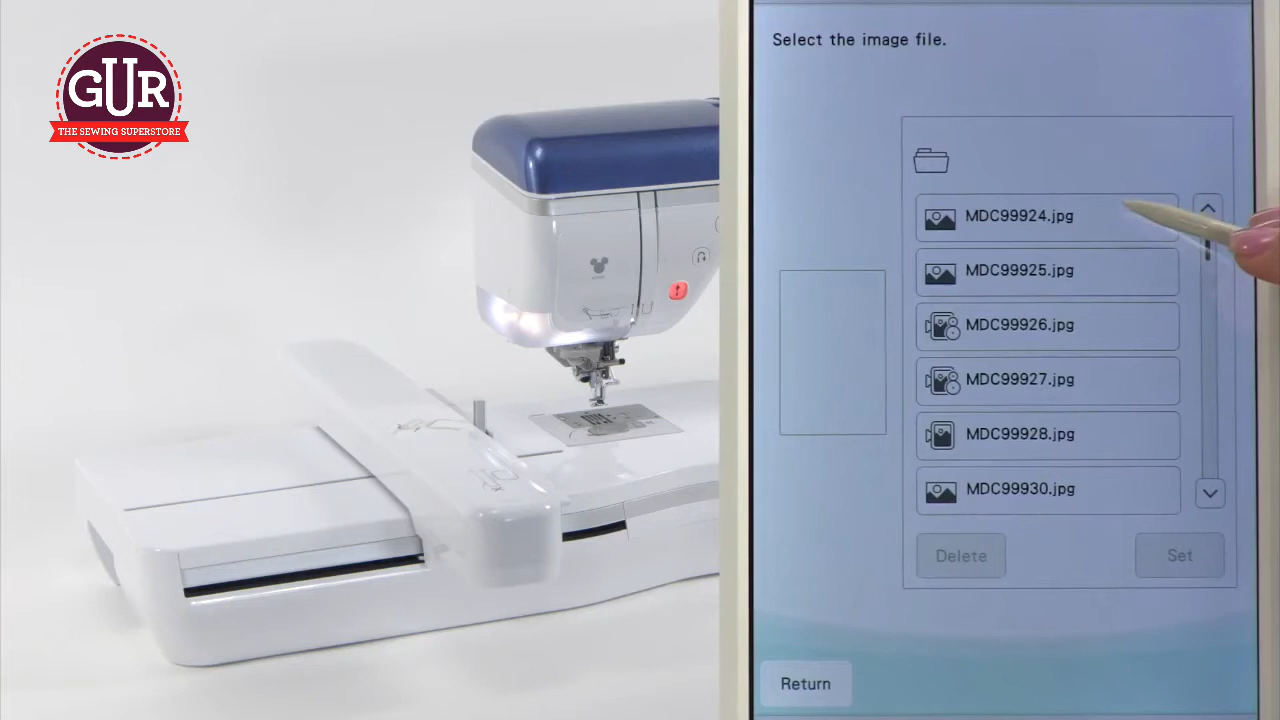 GUR
THE SEWING SUPERSTORE
Select the image file.
MDC99924.jpg
MDC99925.jpg
MDC99926.jpg
MDC99927.jpg
MDC99928.jpg
MDC99930.jpg
Delete
Set
Return